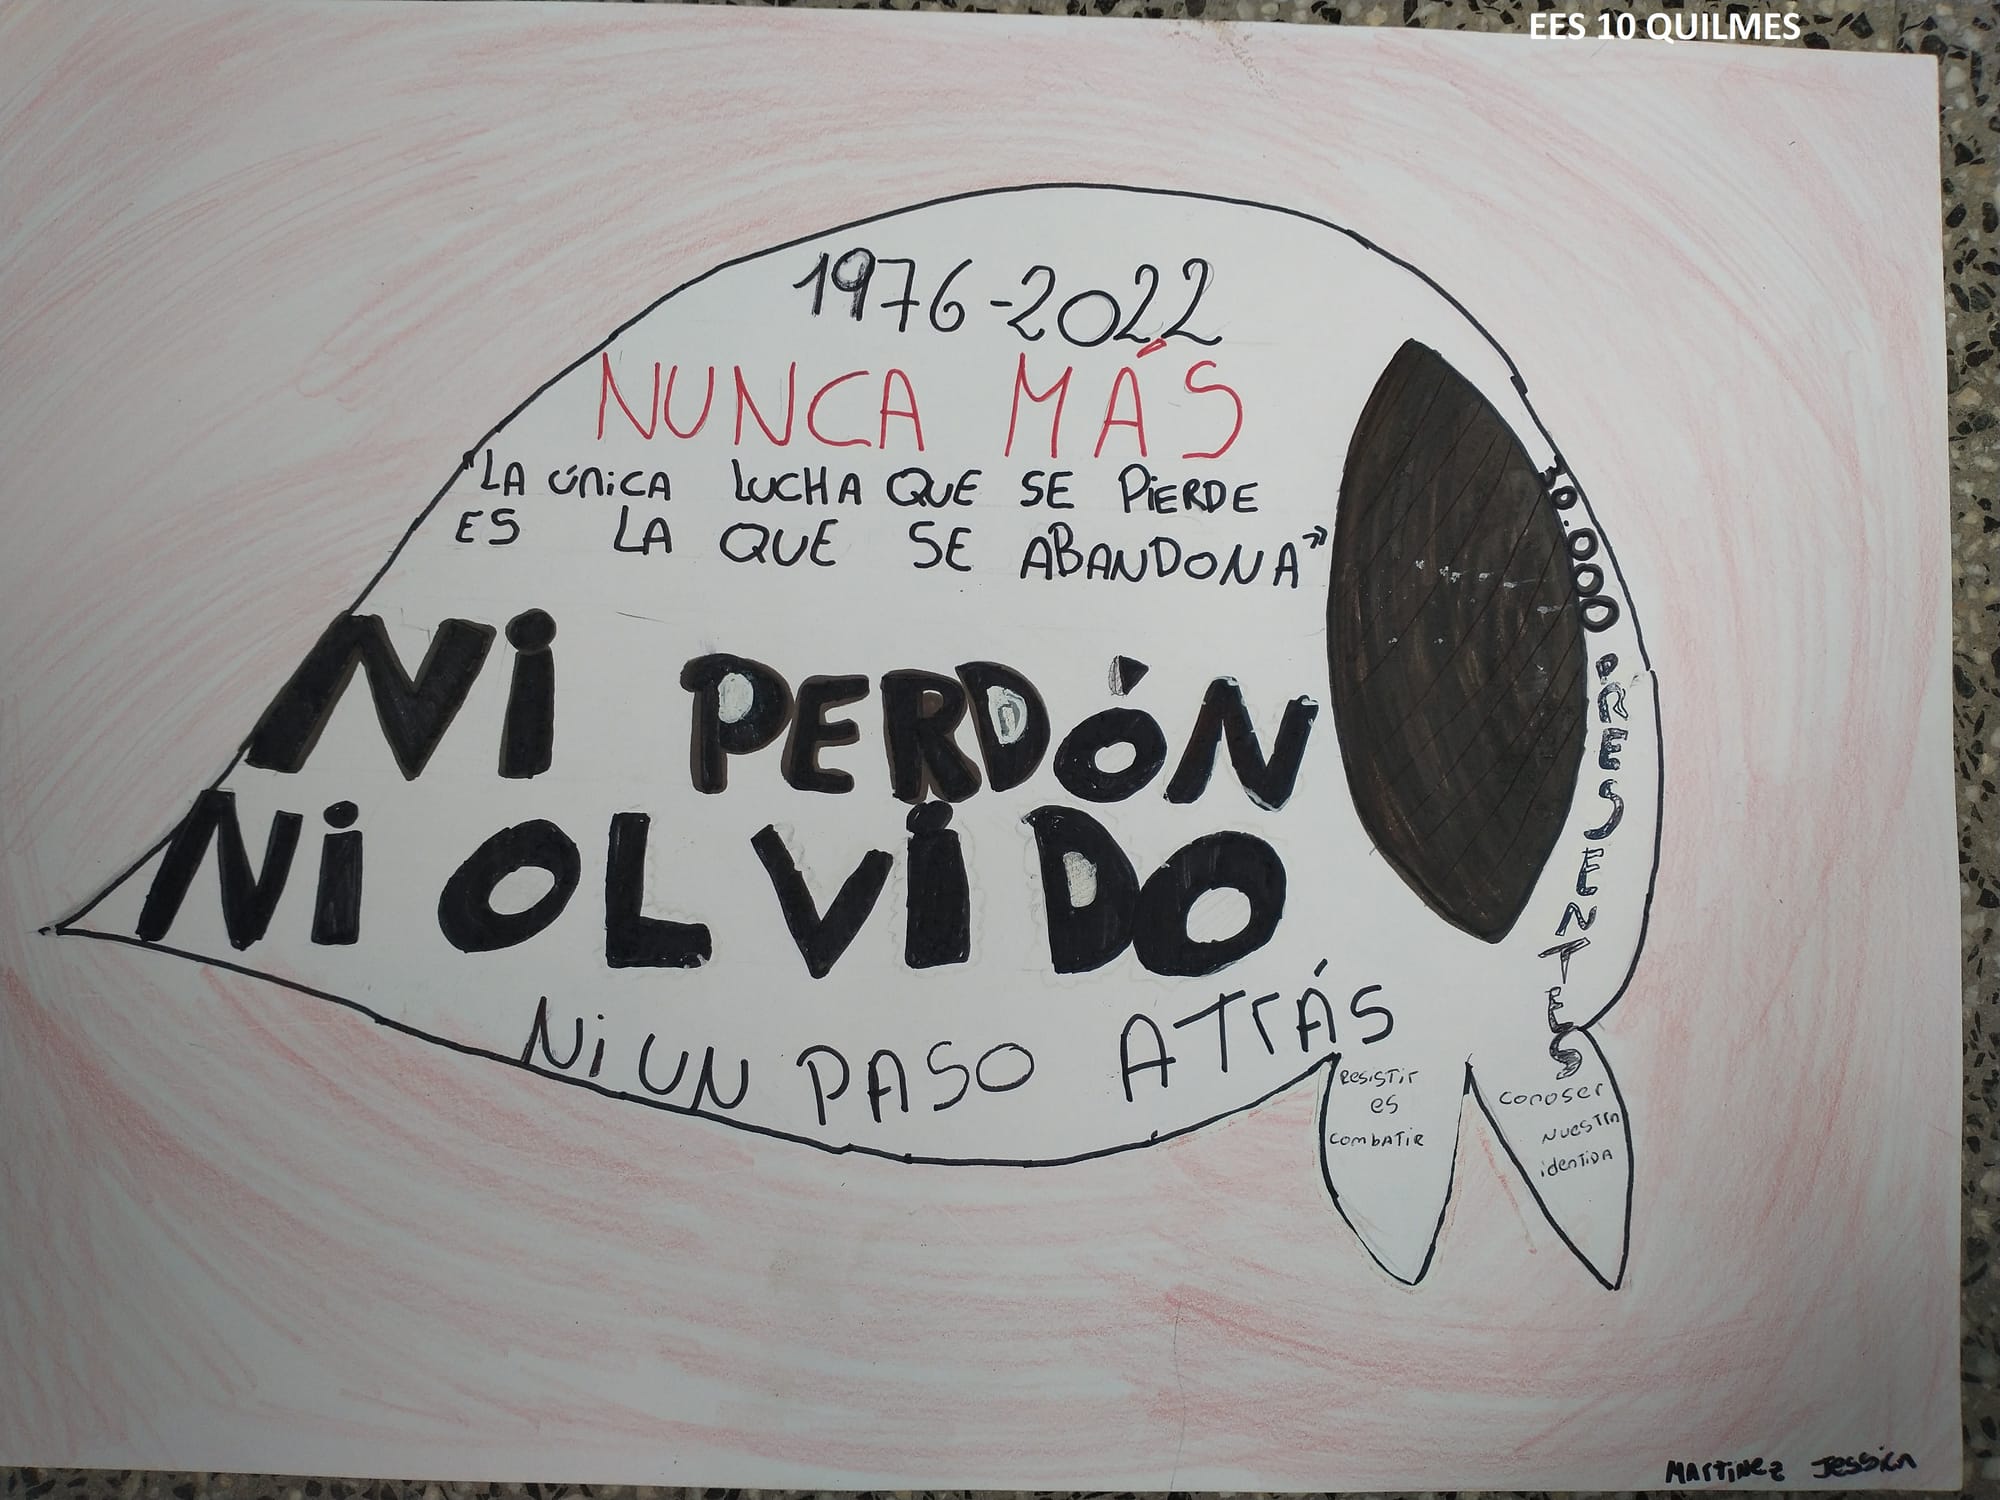 EES 10 QUILMES
1976-2022
NUNCA MÁS
"LA única LUCHA QUE SE PiERDE
ES LA QUE SE ABANDONA"
Ni PERDÓN
Ni OLViDO
Ni UN PASO ATrÁS
30.000 PRESENTES
Resistir
es
combatir
conoser
nuestra
identida
Martinez Jessica